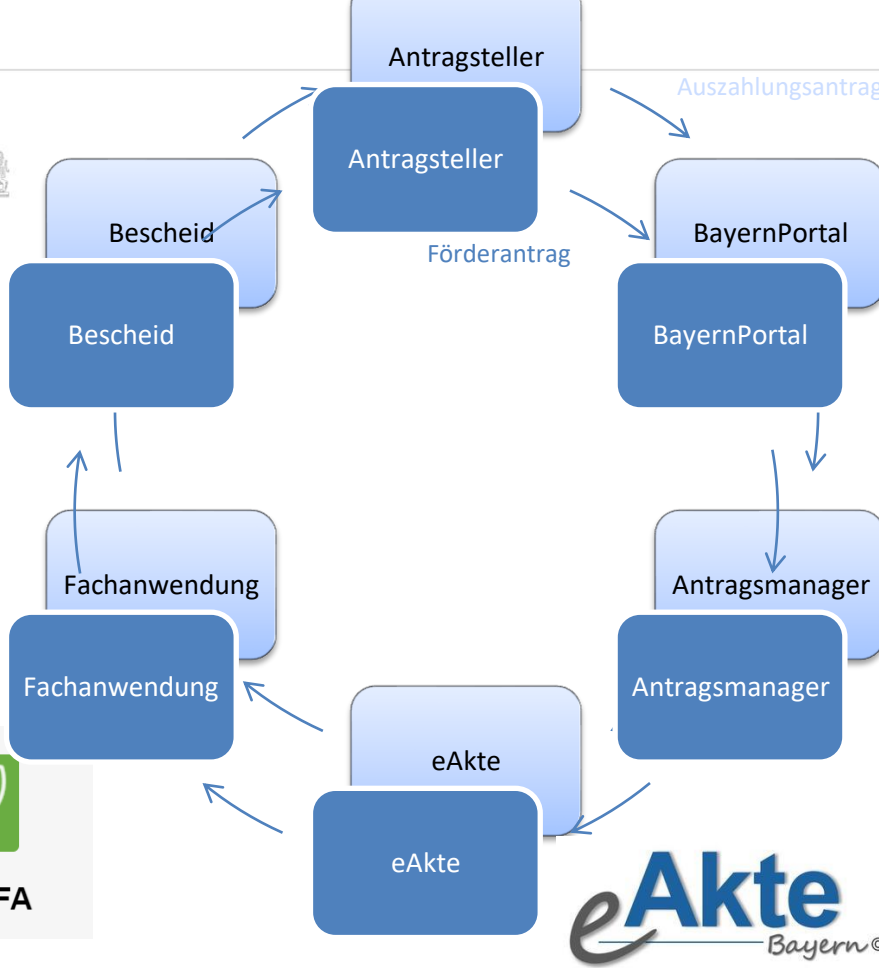 Antragsteller
Auszahlungsantrag
Antragsteller
Bescheid
BayernPortal
Förderantrag
Bescheid
BayernPortal
Fachanwendung
Antragsmanager
Fachanwendung
Antragsmanager
eAkte
eAkte
FA
eAkte
Bayern ©